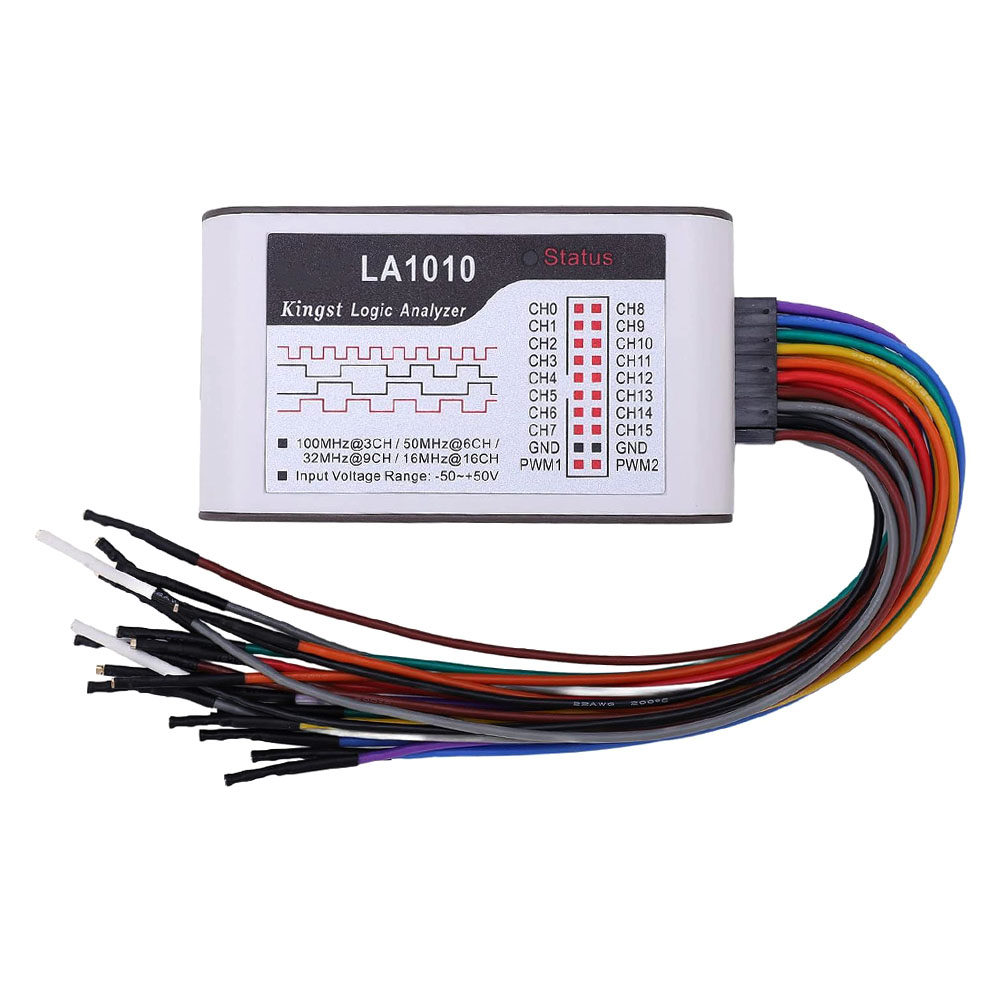 LA1010
Status
Kingst Logic Analyzer
CH0 CH8
CH1 CH9
CH2 CH10
CH3 CH11
CH4 CH12
CH5 CH13
CH6 CH14
CH7 CH15
GND GND
PWM1 PWM2
100MHz@3CH / 50MHz@6CH /
32MHz@9CH / 16MHz@16CH
Input Voltage Range: -50~+50V
22AWG 200°C